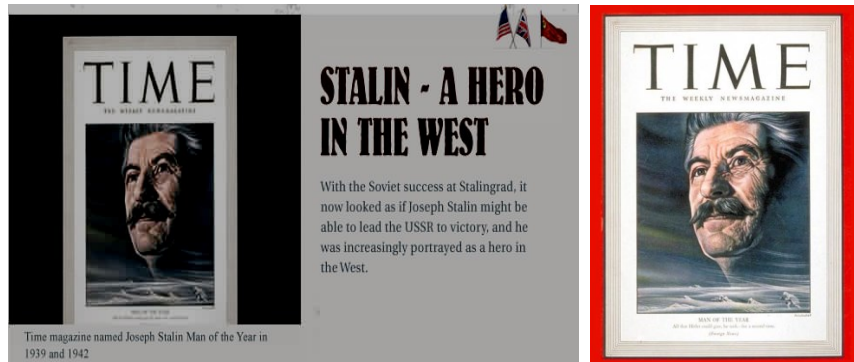 TIME
THE WEEKLY NEWSMAGAZINE
MAN OF THE YEAR
Time magazine named Joseph Stalin Man of the Year in
1939 and 1942
STALIN - A HERO
IN THE WEST
With the Soviet success at Stalingrad, it
now looked as if Joseph Stalin might be
able to lead the USSR to victory, and he
was increasingly portrayed as a hero in
the West.
TIME
THE WEEKLY NEWSMAGAZINE
MAN OF THE YEAR